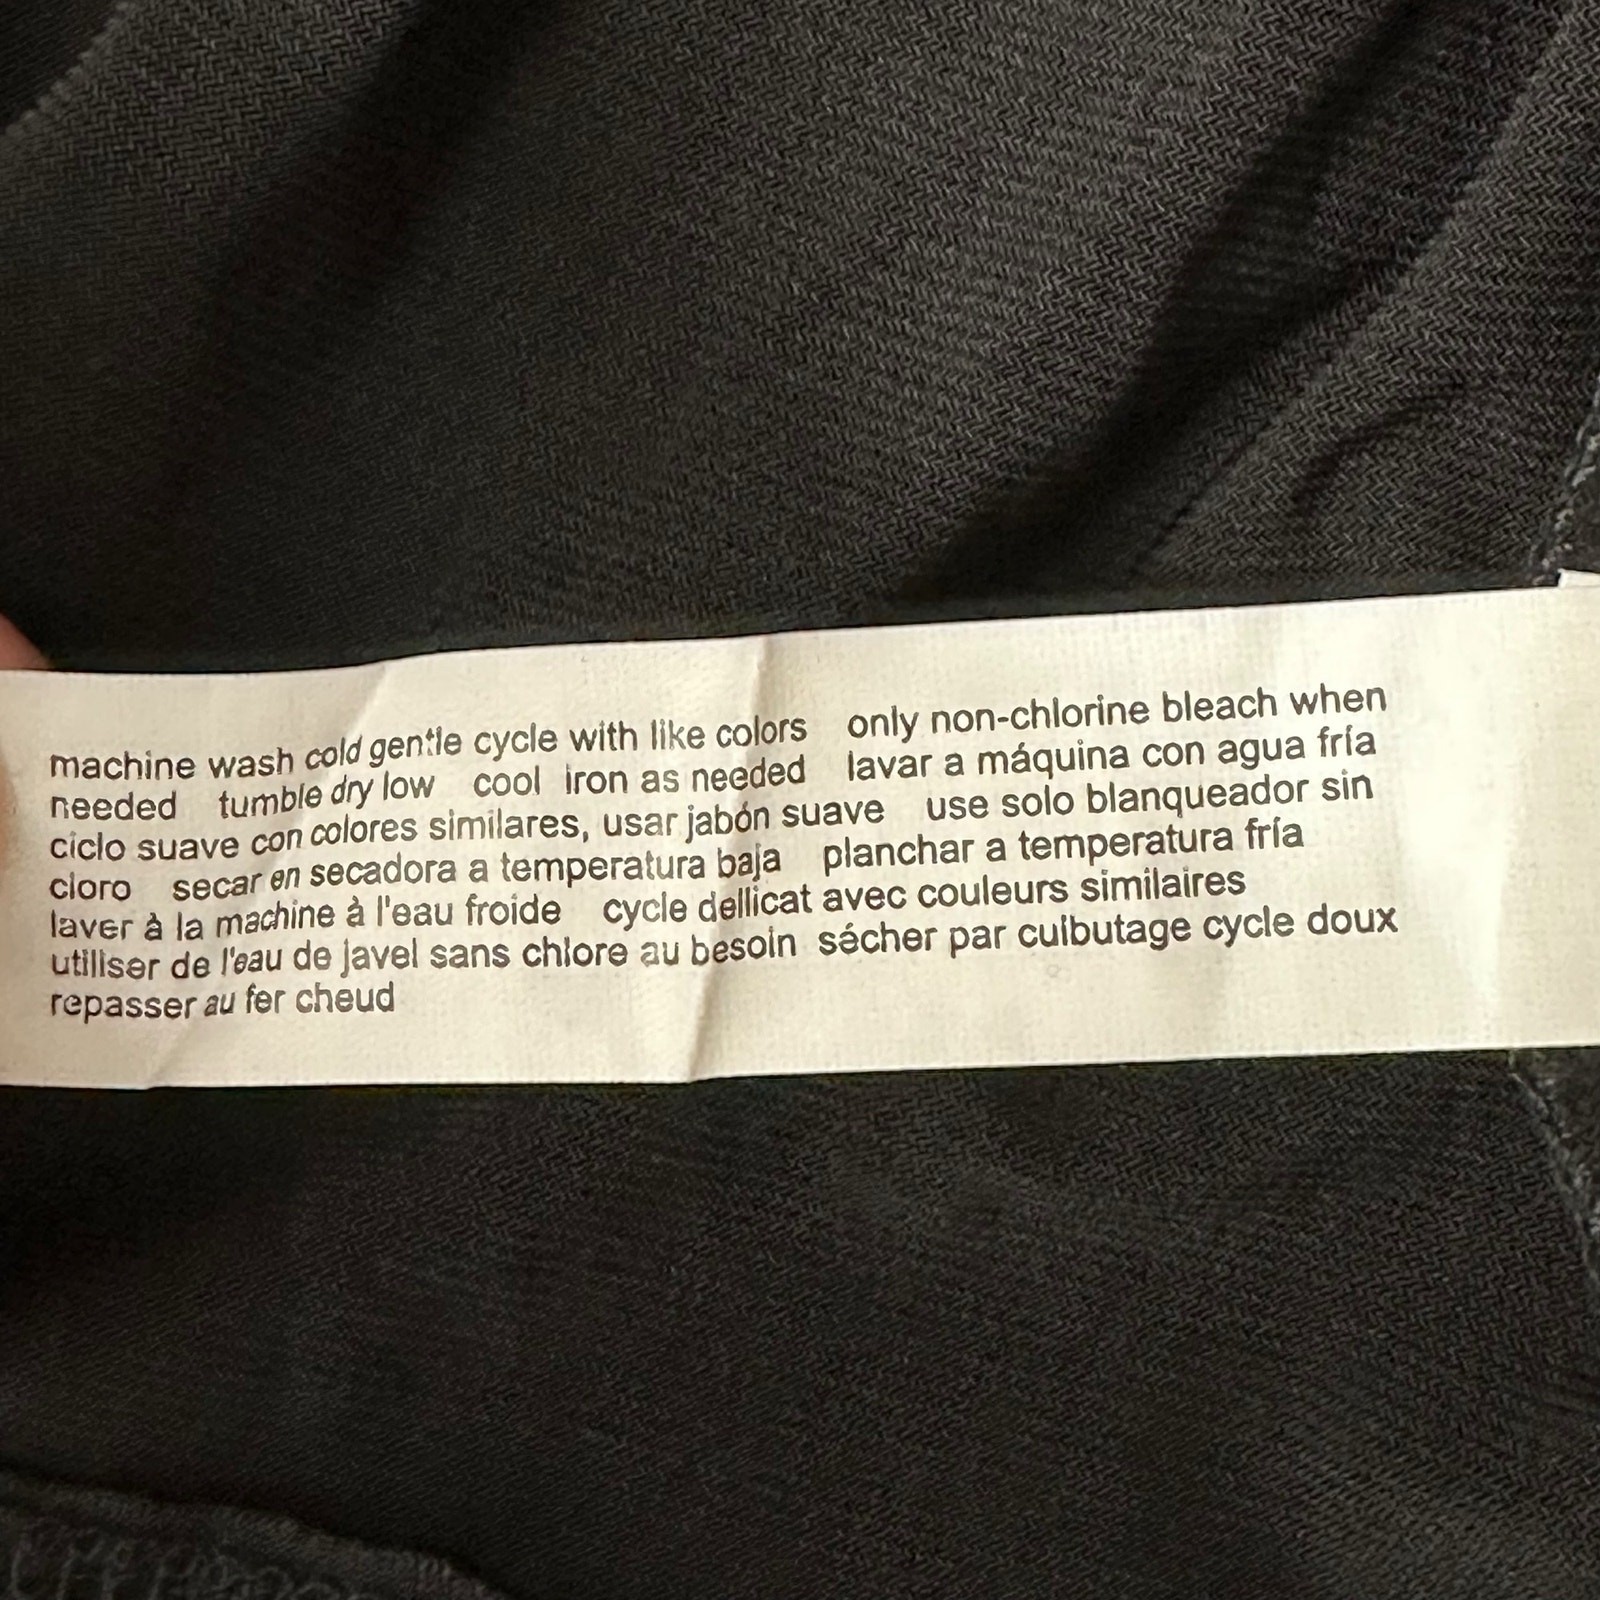 machine wash cold gentle cycle with like colors only non-chlorine bleach when
needed tumble dry low cool iron as needed lavar a máquina con agua fría
ciclo suave con colores similares, usar jabón suave use solo blanqueador sin
cloro secar en secadora a temperatura baja planchar a temperatura fría
laver à la machine à l'eau froide cycle dellicat avec couleurs similaires
utiliser de l'eau de javel sans chlore au besoin sécher par culbutage cycle doux
repasser au fer cheud